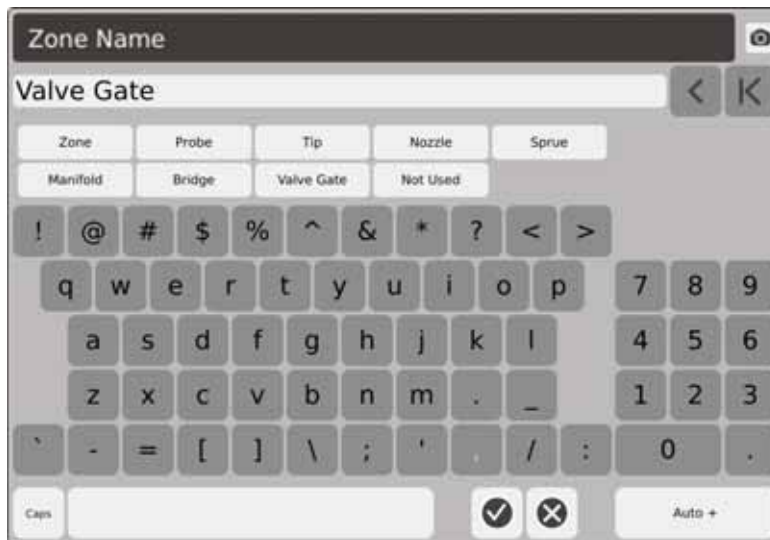 Zone Name
Valve Gate
Zone Probe Tip Nozzle Sprue
Manifold Bridge Valve Gate Not Used
! @ # $ % ^ & * ? < >
q w e r t y u i o p 7 8 9
a s d f g h j k l 4 5 6
z x c v b n m . _ 1 2 3
` - = [ ] \ ; ' , / : 0 .
Caps Auto +